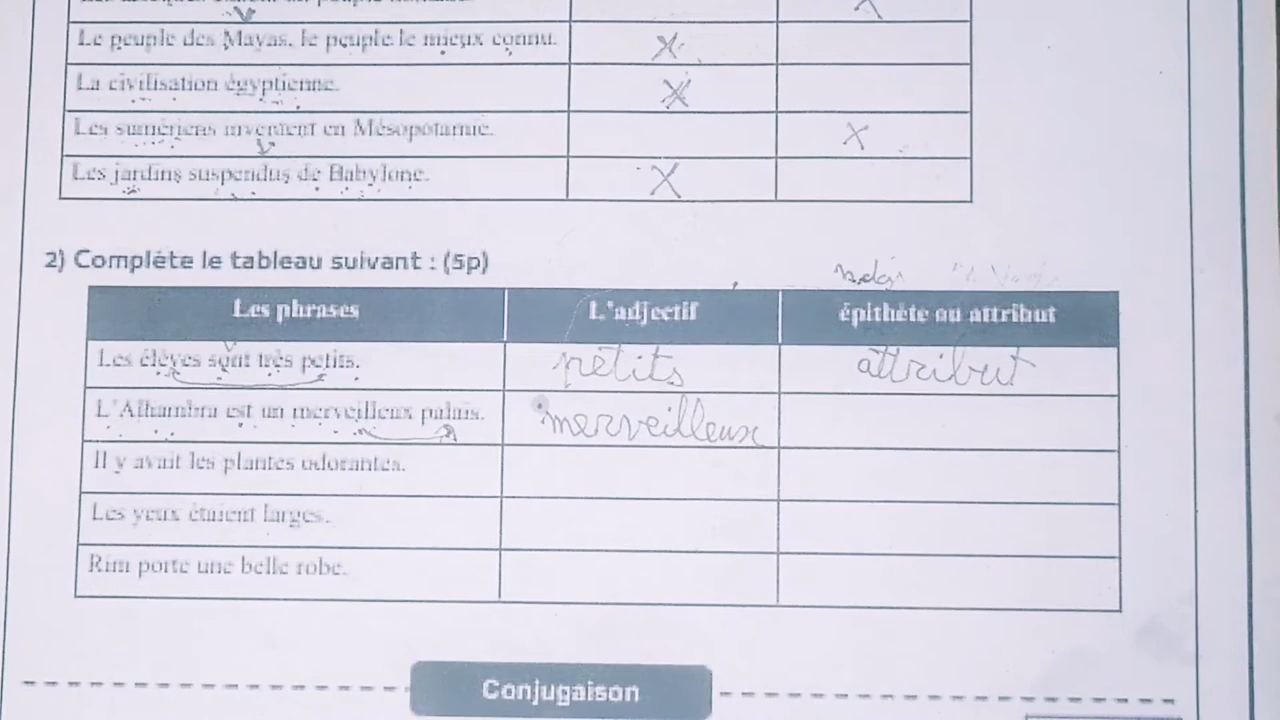 Le peuple des Mayas, le peuple le mieux connu. X
La civilisation égyptienne. X
Les sumériens inventent en Mésopotamie. X
Les jardins suspendus de Babylone. X
2) Complète le tableau suivant : (5p)
Les phrases L'adjectif épithète ou attribut
Les élèves sont très petits. petits attribut
L'Alhambra est un merveilleux palais. merveilleux
Il y avait les plantes odorantes.
Les yeux étaient larges.
Rim porte une belle robe.
Conjugaison